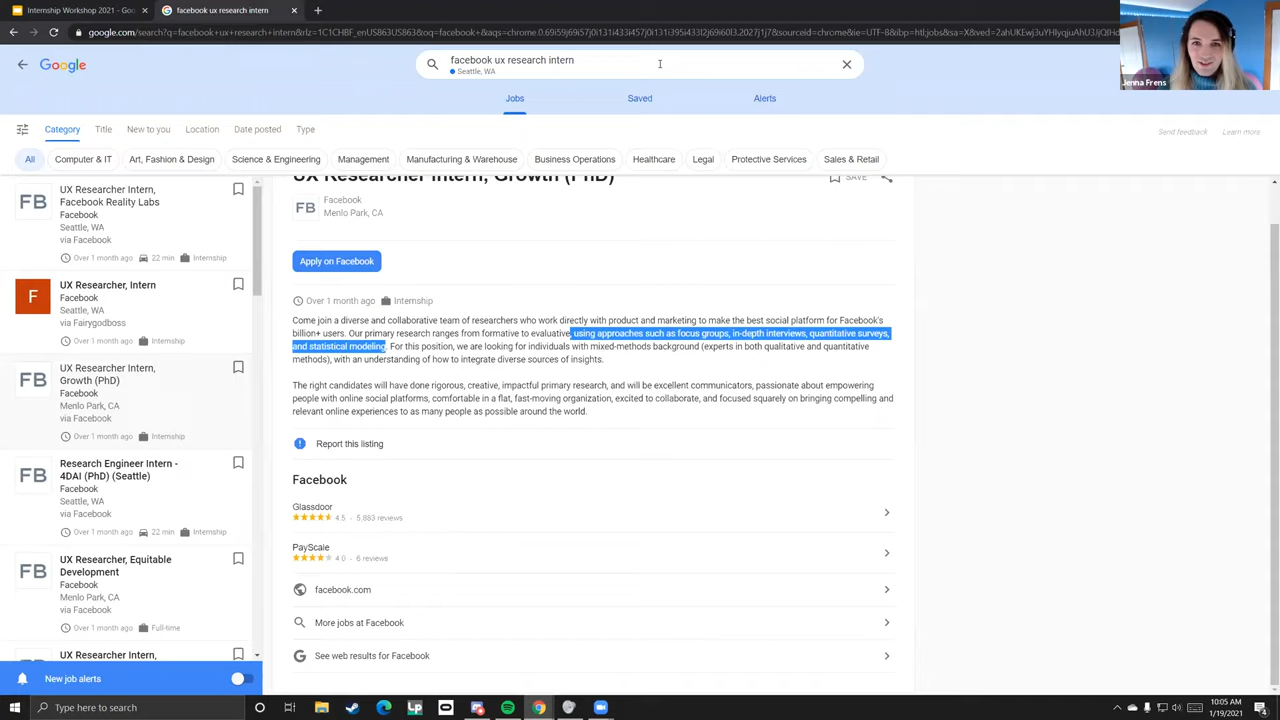 Internship Workshop 2021 - Goo
facebook ux research intern
Jenna Frens
Google
facebook ux research intern
Seattle, WA
Jobs
Saved
Alerts
Category
Title
New to you
Location
Date posted
Type
Send feedback
Learn more
All
Computer & IT
Art, Fashion & Design
Science & Engineering
Management
Manufacturing & Warehouse
Business Operations
Healthcare
Legal
Protective Services
Sales & Retail
FB
UX Researcher Intern,
Facebook Reality Labs
Facebook
Seattle, WA
via Facebook
Over 1 month ago
22 min
Internship
F
UX Researcher, Intern
Facebook
Seattle, WA
via Fairygodboss
Over 1 month ago
Internship
FB
UX Researcher Intern,
Growth (PhD)
Facebook
Menlo Park, CA
via Facebook
Over 1 month ago
Internship
FB
Research Engineer Intern -
4DAI (PhD) (Seattle)
Facebook
Seattle, WA
via Facebook
Over 1 month ago
22 min
Internship
FB
UX Researcher, Equitable
Development
Facebook
Menlo Park, CA
via Facebook
Over 1 month ago
Full-time
UX Researcher Intern,
New job alerts
UX Researcher Intern, Growth (PhD)
SAVE
FB
Facebook
Menlo Park, CA
Apply on Facebook
Over 1 month ago
Internship
Come join a diverse and collaborative team of researchers who work directly with product and marketing to make the best social platform for Facebook's
billion+ users. Our primary research ranges from formative to evaluative, using approaches such as focus groups, in-depth interviews, quantitative surveys,
and statistical modeling. For this position, we are looking for individuals with mixed-methods background (experts in both qualitative and quantitative
methods), with an understanding of how to integrate diverse sources of insights.
The right candidates will have done rigorous, creative, impactful primary research, and will be excellent communicators, passionate about empowering
people with online social platforms, comfortable in a flat, fast-moving organization, excited to collaborate, and focused squarely on bringing compelling and
relevant online experiences to as many people as possible around the world.
Report this listing
Facebook
Glassdoor
4.5 · 5,883 reviews
PayScale
4.0 · 6 reviews
facebook.com
More jobs at Facebook
See web results for Facebook
Type here to search
10:05 AM
1/19/2021